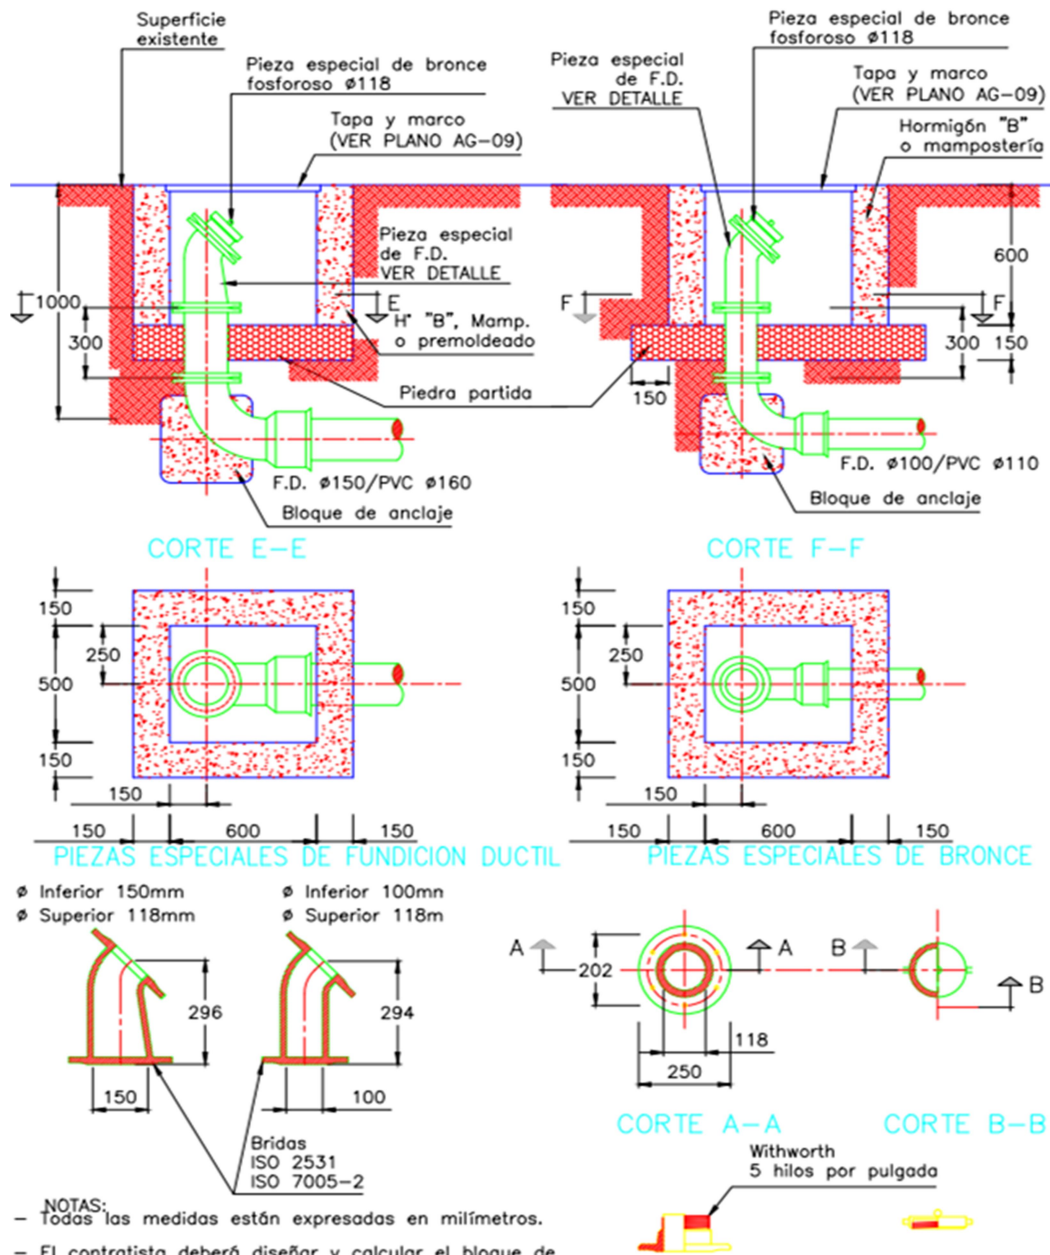 Superficie
existente
Pieza especial de bronce
fosforoso ø118
Tapa y marco
(VER PLANO AG-09)
Pieza especial
de F.D.
VER DETALLE
1000
300
E
H° "B", Mamp.
o premoldeado
Piedra partida
F.D. ø150/PVC ø160
Bloque de anclaje
CORTE E-E
Pieza especial de bronce
fosforoso ø118
Pieza especial
de F.D.
VER DETALLE
Tapa y marco
(VER PLANO AG-09)
Hormigón "B"
o mampostería
600
F
F
300
150
150
F.D. ø100/PVC ø110
Bloque de anclaje
CORTE F-F
150
250
500
150
150
150
600
150
150
250
500
150
150
150
600
150
PIEZAS ESPECIALES DE FUNDICION DUCTIL
ø Inferior 150mm
ø Superior 118mm
ø Inferior 100mn
ø Superior 118m
296
294
150
100
Bridas
ISO 2531
ISO 7005-2
PIEZAS ESPECIALES DE BRONCE
A
A
202
118
250
B
B
CORTE A-A
CORTE B-B
Withworth
5 hilos por pulgada
NOTAS:
- Todas las medidas están expresadas en milímetros.
- El contratista deberá diseñar y calcular el bloque de